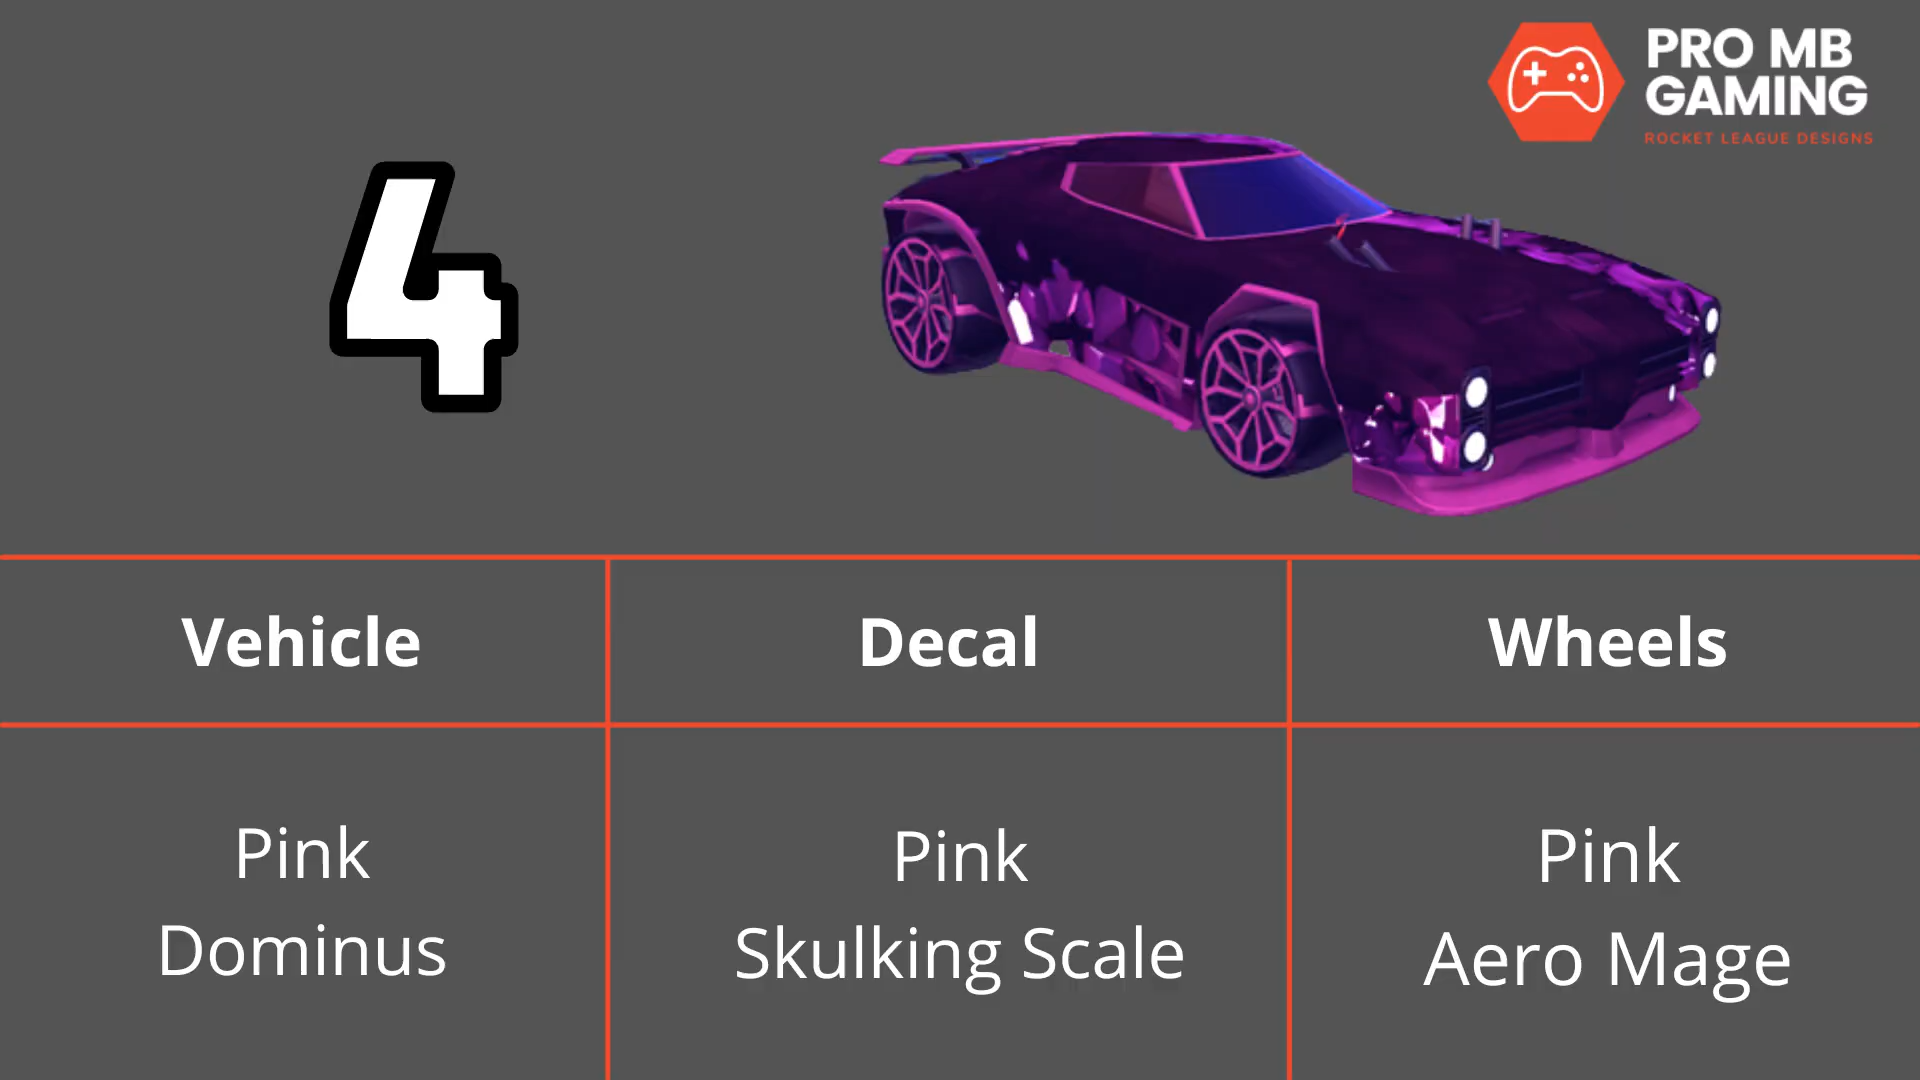 PRO MB
GAMING
ROCKET LEAGUE DESIGNS
4
Vehicle
Decal
Wheels
Pink
Dominus
Pink
Skulking Scale
Pink
Aero Mage